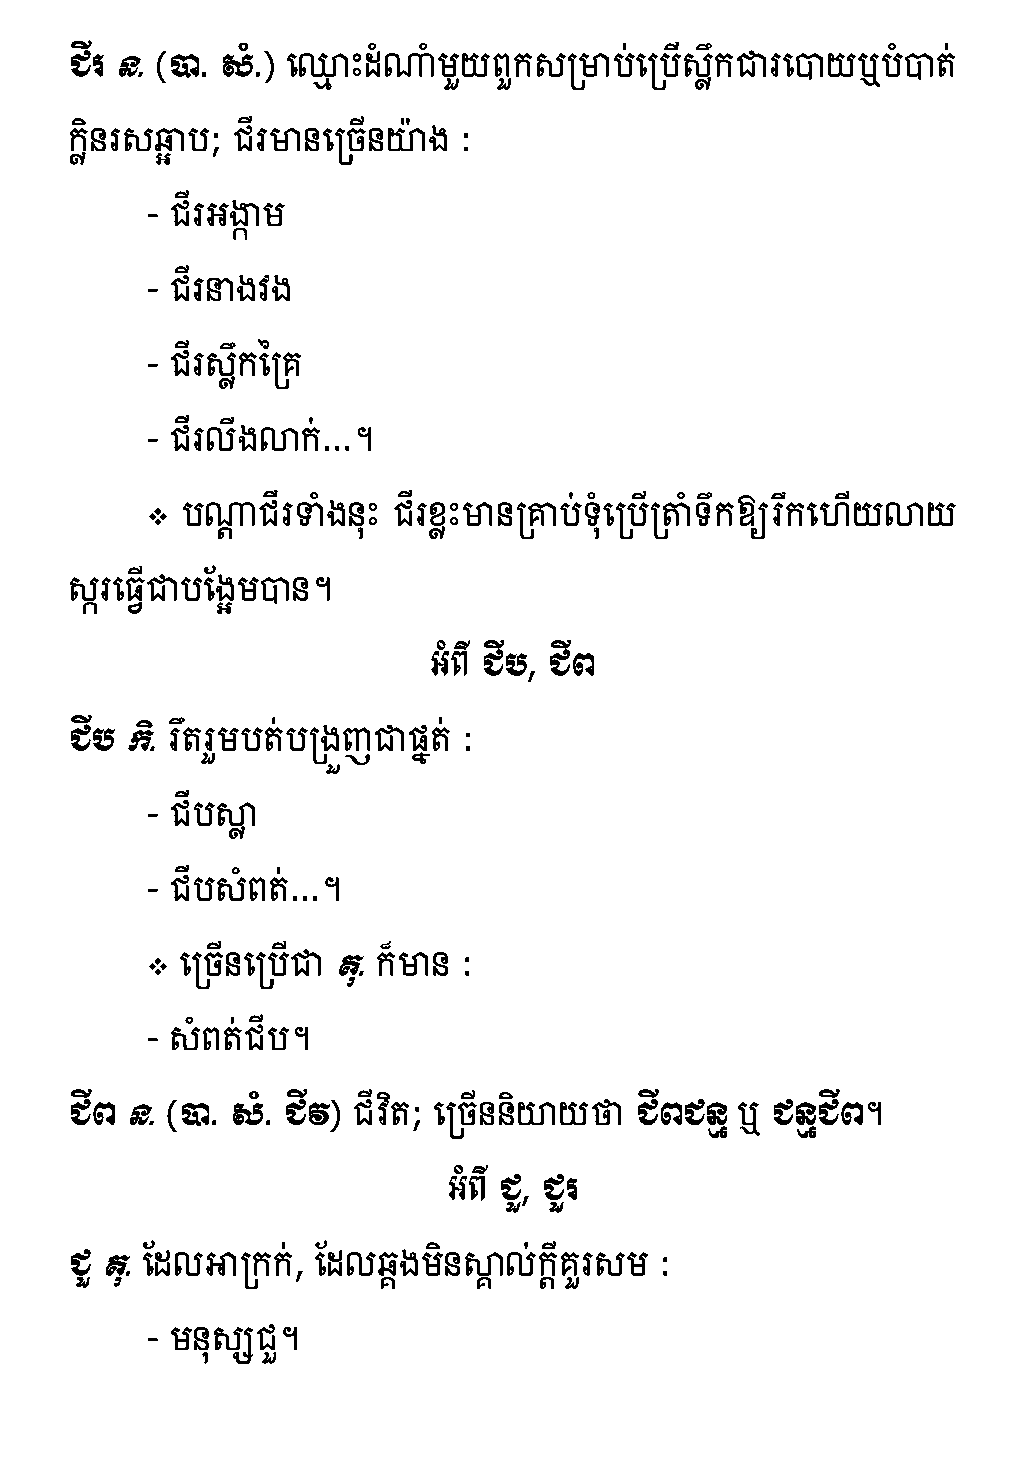 ជីរ ន. (បា. សំ.) ឈ្មោះដំណាំមួយពួកសម្រាប់ប្រើស្លឹកជារបោយឬបំបាត់
ក្លិនរសឆ្អាប; ជីរមានច្រើនយ៉ាង :
- ជីរអង្កាម
- ជីរនាងវង
- ជីរស្លឹកគ្រៃ
- ជីរលីងលាក់...។
❖ បណ្ដាជីរទាំងនុះ ជីរខ្លះមានគ្រាប់ទុំប្រើត្រាំទឹកឱ្យរីកហើយលាយ
ស្ករធ្វើជាបង្អែមបាន។
អំពី ជីប, ជីព
ជីប កិ. រឹតរួមបត់បង្រួញជាផ្នត់ :
- ជីបស្លា
- ជីបសំពត់...។
❖ ច្រើនប្រើជា គុ. ក៏មាន :
- សំពត់ជីប។
ជីព ន. (បា. សំ. ជីវ) ជីវិត; ច្រើននិយាយថា ជីពជន្ម ឬ ជន្មជីព។
អំពី ជួ, ជួរ
ជួ គុ. ដែលអាក្រក់, ដែលឆ្គងមិនស្គាល់ក្ដីគួរសម :
- មនុស្សជួ។